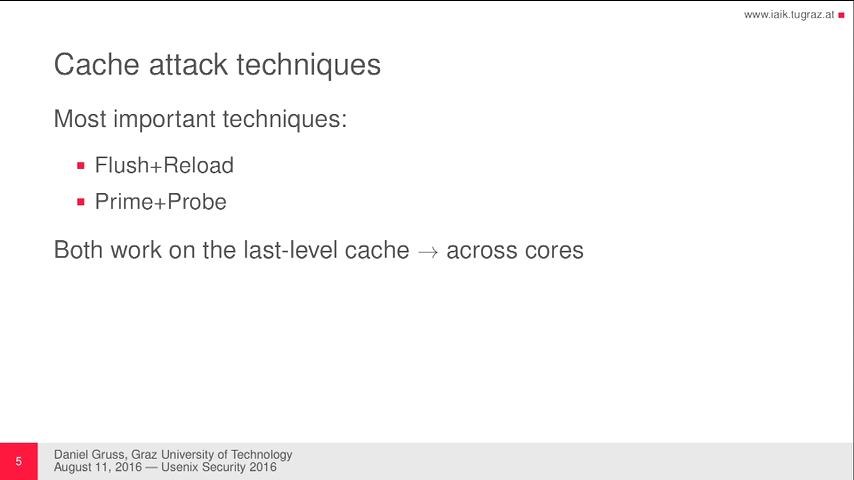 www.iaik.tugraz.at
Cache attack techniques
Most important techniques:
Flush+Reload
Prime+Probe
Both work on the last-level cache → across cores
5
Daniel Gruss, Graz University of Technology
August 11, 2016 — Usenix Security 2016